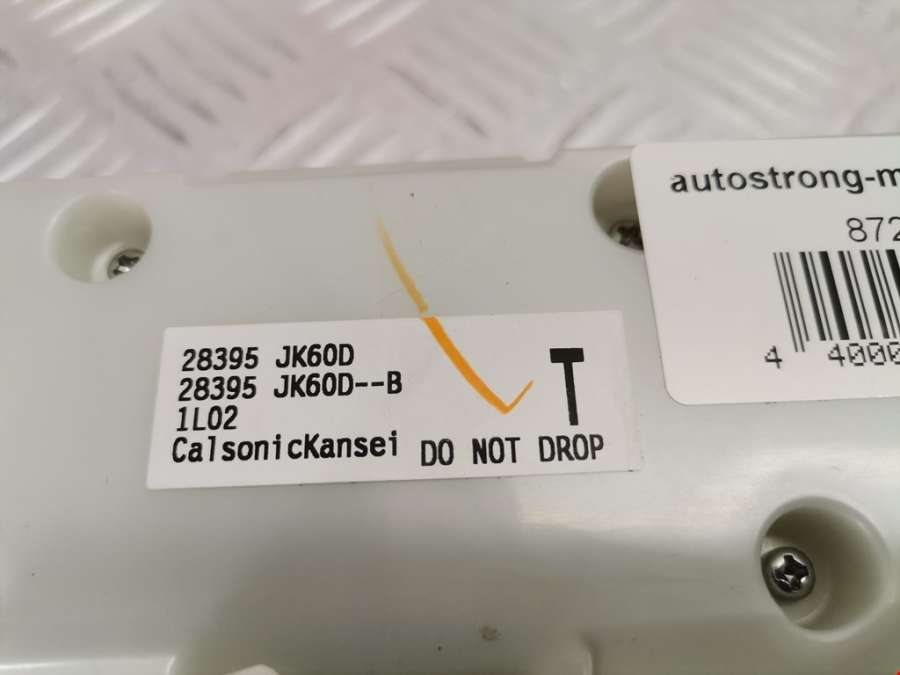 28395 JK60D
28395 JK60D--B
1L02
CalsonicKansei
T
DO NOT DROP
autostrong-m
872
4 4000